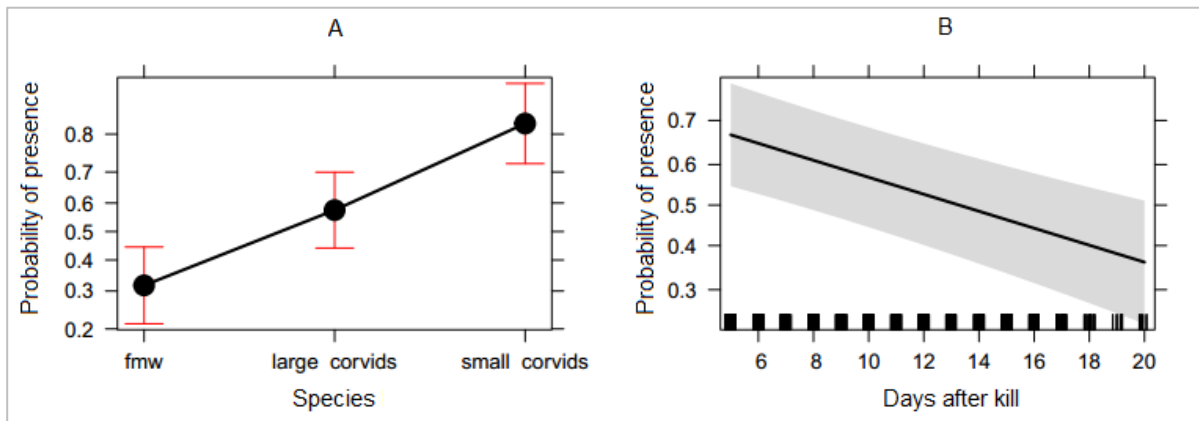 A
Probability of presence
0.8
0.7
0.6
0.5
0.4
0.3
0.2
fmw large corvids small corvids
Species
B
Probability of presence
0.7
0.6
0.5
0.4
0.3
6 8 10 12 14 16 18 20
Days after kill